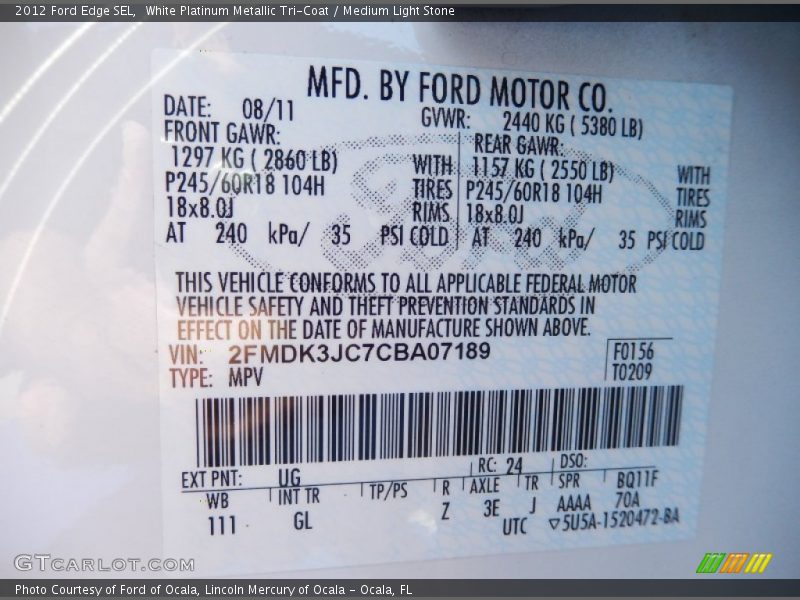 2012 Ford Edge SEL, White Platinum Metallic Tri-Coat / Medium Light Stone
MFD. BY FORD MOTOR CO.
DATE: 08/11 GVWR: 2440 KG ( 5380 LB)
FRONT GAWR: REAR GAWR:
1297 KG ( 2860 LB) WITH 1157 KG ( 2550 LB) WITH
P245/60R18 104H TIRES P245/60R18 104H TIRES
18x8.0J RIMS 18x8.0J RIMS
AT 240 kPa/ 35 PSI COLD AT 240 kPa/ 35 PSI COLD
Ford
THIS VEHICLE CONFORMS TO ALL APPLICABLE FEDERAL MOTOR
VEHICLE SAFETY AND THEFT PREVENTION STANDARDS IN
EFFECT ON THE DATE OF MANUFACTURE SHOWN ABOVE.
VIN: 2FMDK3JC7CBA07189 F0156
TYPE: MPV T0209
EXT PNT: UG RC: 24 DSO:
WB INT TR TP/PS R AXLE TR SPR BQ11F
111 GL Z 3E J AAAA 70A
UTC ▽5U5A-1520472-BA
GTCARLOT.COM
Photo Courtesy of Ford of Ocala, Lincoln Mercury of Ocala - Ocala, FL